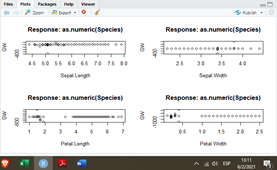 Files Plots Packages Help Viewer
Zoom Export Publish
Response: as.numeric(Species)
Response: as.numeric(Species)
GW
-400
4.5 5.0 5.5 6.0 6.5 7.0 7.5 8.0
Sepal.Length
GW
-400
2.5 3.0 3.5 4.0
Sepal.Width
Response: as.numeric(Species)
Response: as.numeric(Species)
GW
-600
1 2 3 4 5 6 7
Petal.Length
GW
-1000
0.5 1.0 1.5 2.0 2.5
Petal.Width
ESP
13:11
6/2/2021